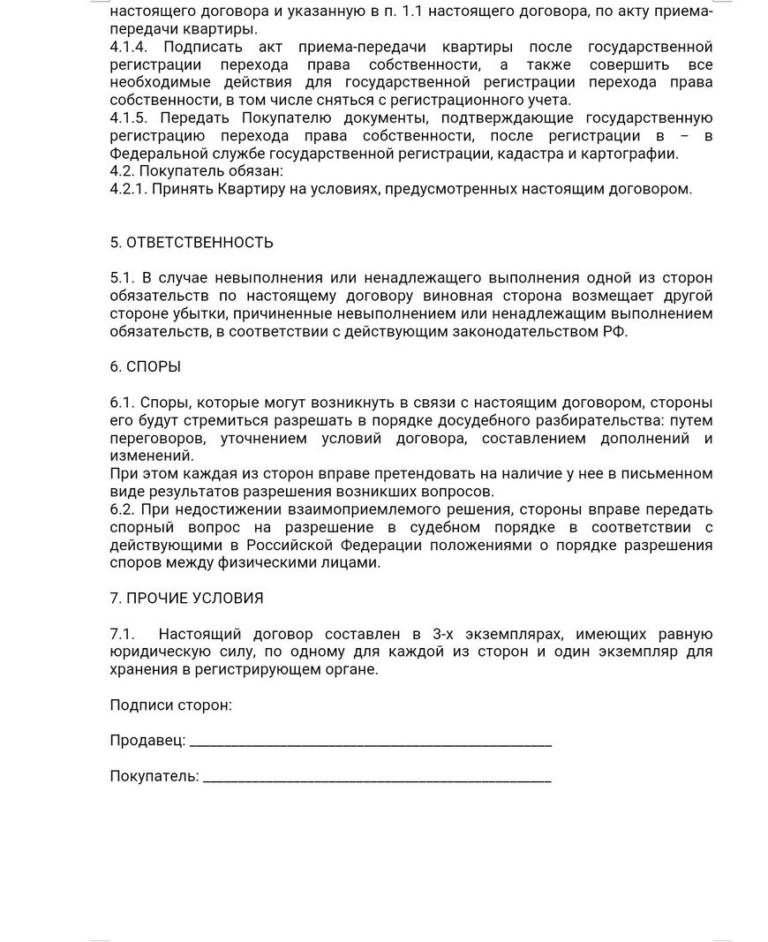 настоящего договора и указанную в п. 1.1 настоящего договора, по акту приема-
передачи квартиры.
4.1.4. Подписать акт приема-передачи квартиры после государственной
регистрации перехода права собственности, а также совершить все
необходимые действия для государственной регистрации перехода права
собственности, в том числе сняться с регистрационного учета.
4.1.5. Передать Покупателю документы, подтверждающие государственную
регистрацию перехода права собственности, после регистрации в – в
Федеральной службе государственной регистрации, кадастра и картографии.
4.2. Покупатель обязан:
4.2.1. Принять Квартиру на условиях, предусмотренных настоящим договором.
5. ОТВЕТСТВЕННОСТЬ
5.1. В случае невыполнения или ненадлежащего выполнения одной из сторон
обязательств по настоящему договору виновная сторона возмещает другой
стороне убытки, причиненные невыполнением или ненадлежащим выполнением
обязательств, в соответствии с действующим законодательством РФ.
6. СПОРЫ
6.1. Споры, которые могут возникнуть в связи с настоящим договором, стороны
его будут стремиться разрешать в порядке досудебного разбирательства: путем
переговоров, уточнением условий договора, составлением дополнений и
изменений.
При этом каждая из сторон вправе претендовать на наличие у нее в письменном
виде результатов разрешения возникших вопросов.
6.2. При недостижении взаимоприемлемого решения, стороны вправе передать
спорный вопрос на разрешение в судебном порядке в соответствии с
действующими в Российской Федерации положениями о порядке разрешения
споров между физическими лицами.
7. ПРОЧИЕ УСЛОВИЯ
7.1. Настоящий договор составлен в 3-х экземплярах, имеющих равную
юридическую силу, по одному для каждой из сторон и один экземпляр для
хранения в регистрирующем органе.
Подписи сторон:
Продавец: ___________________________________________
Покупатель: _________________________________________